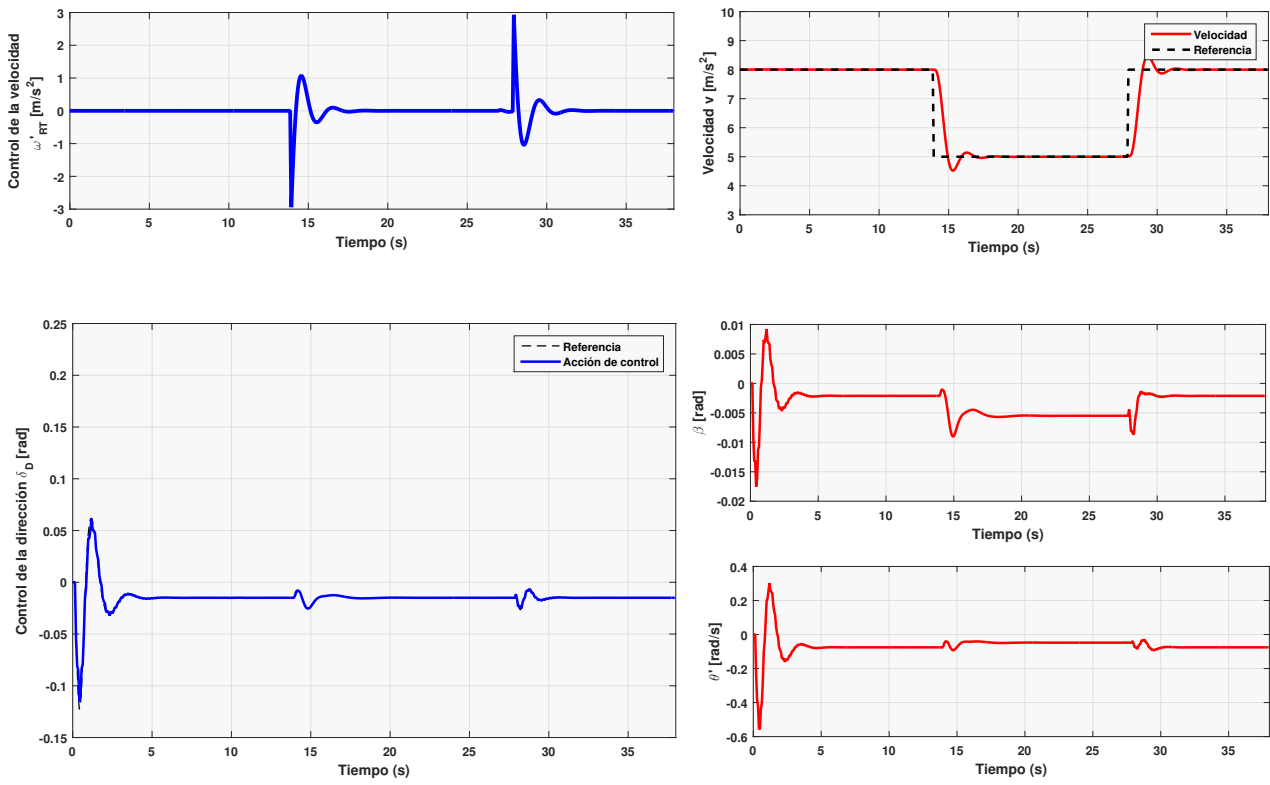 Control de la velocidad
ω'RT [m/s²]
3
2
1
0
-1
-2
-3
0 5 10 15 20 25 30 35
Tiempo (s)
Velocidad v [m/s²]
10
9
8
7
6
5
4
3
0 5 10 15 20 25 30 35
Tiempo (s)
Velocidad
Referencia
Control de la dirección δD [rad]
0.25
0.2
0.15
0.1
0.05
0
-0.05
-0.1
-0.15
0 5 10 15 20 25 30 35
Tiempo (s)
Referencia
Acción de control
β [rad]
0.01
0.005
0
-0.005
-0.01
-0.015
-0.02
0 5 10 15 20 25 30 35
Tiempo (s)
θ' [rad/s]
0.4
0.2
0
-0.2
-0.4
-0.6
0 5 10 15 20 25 30 35
Tiempo (s)